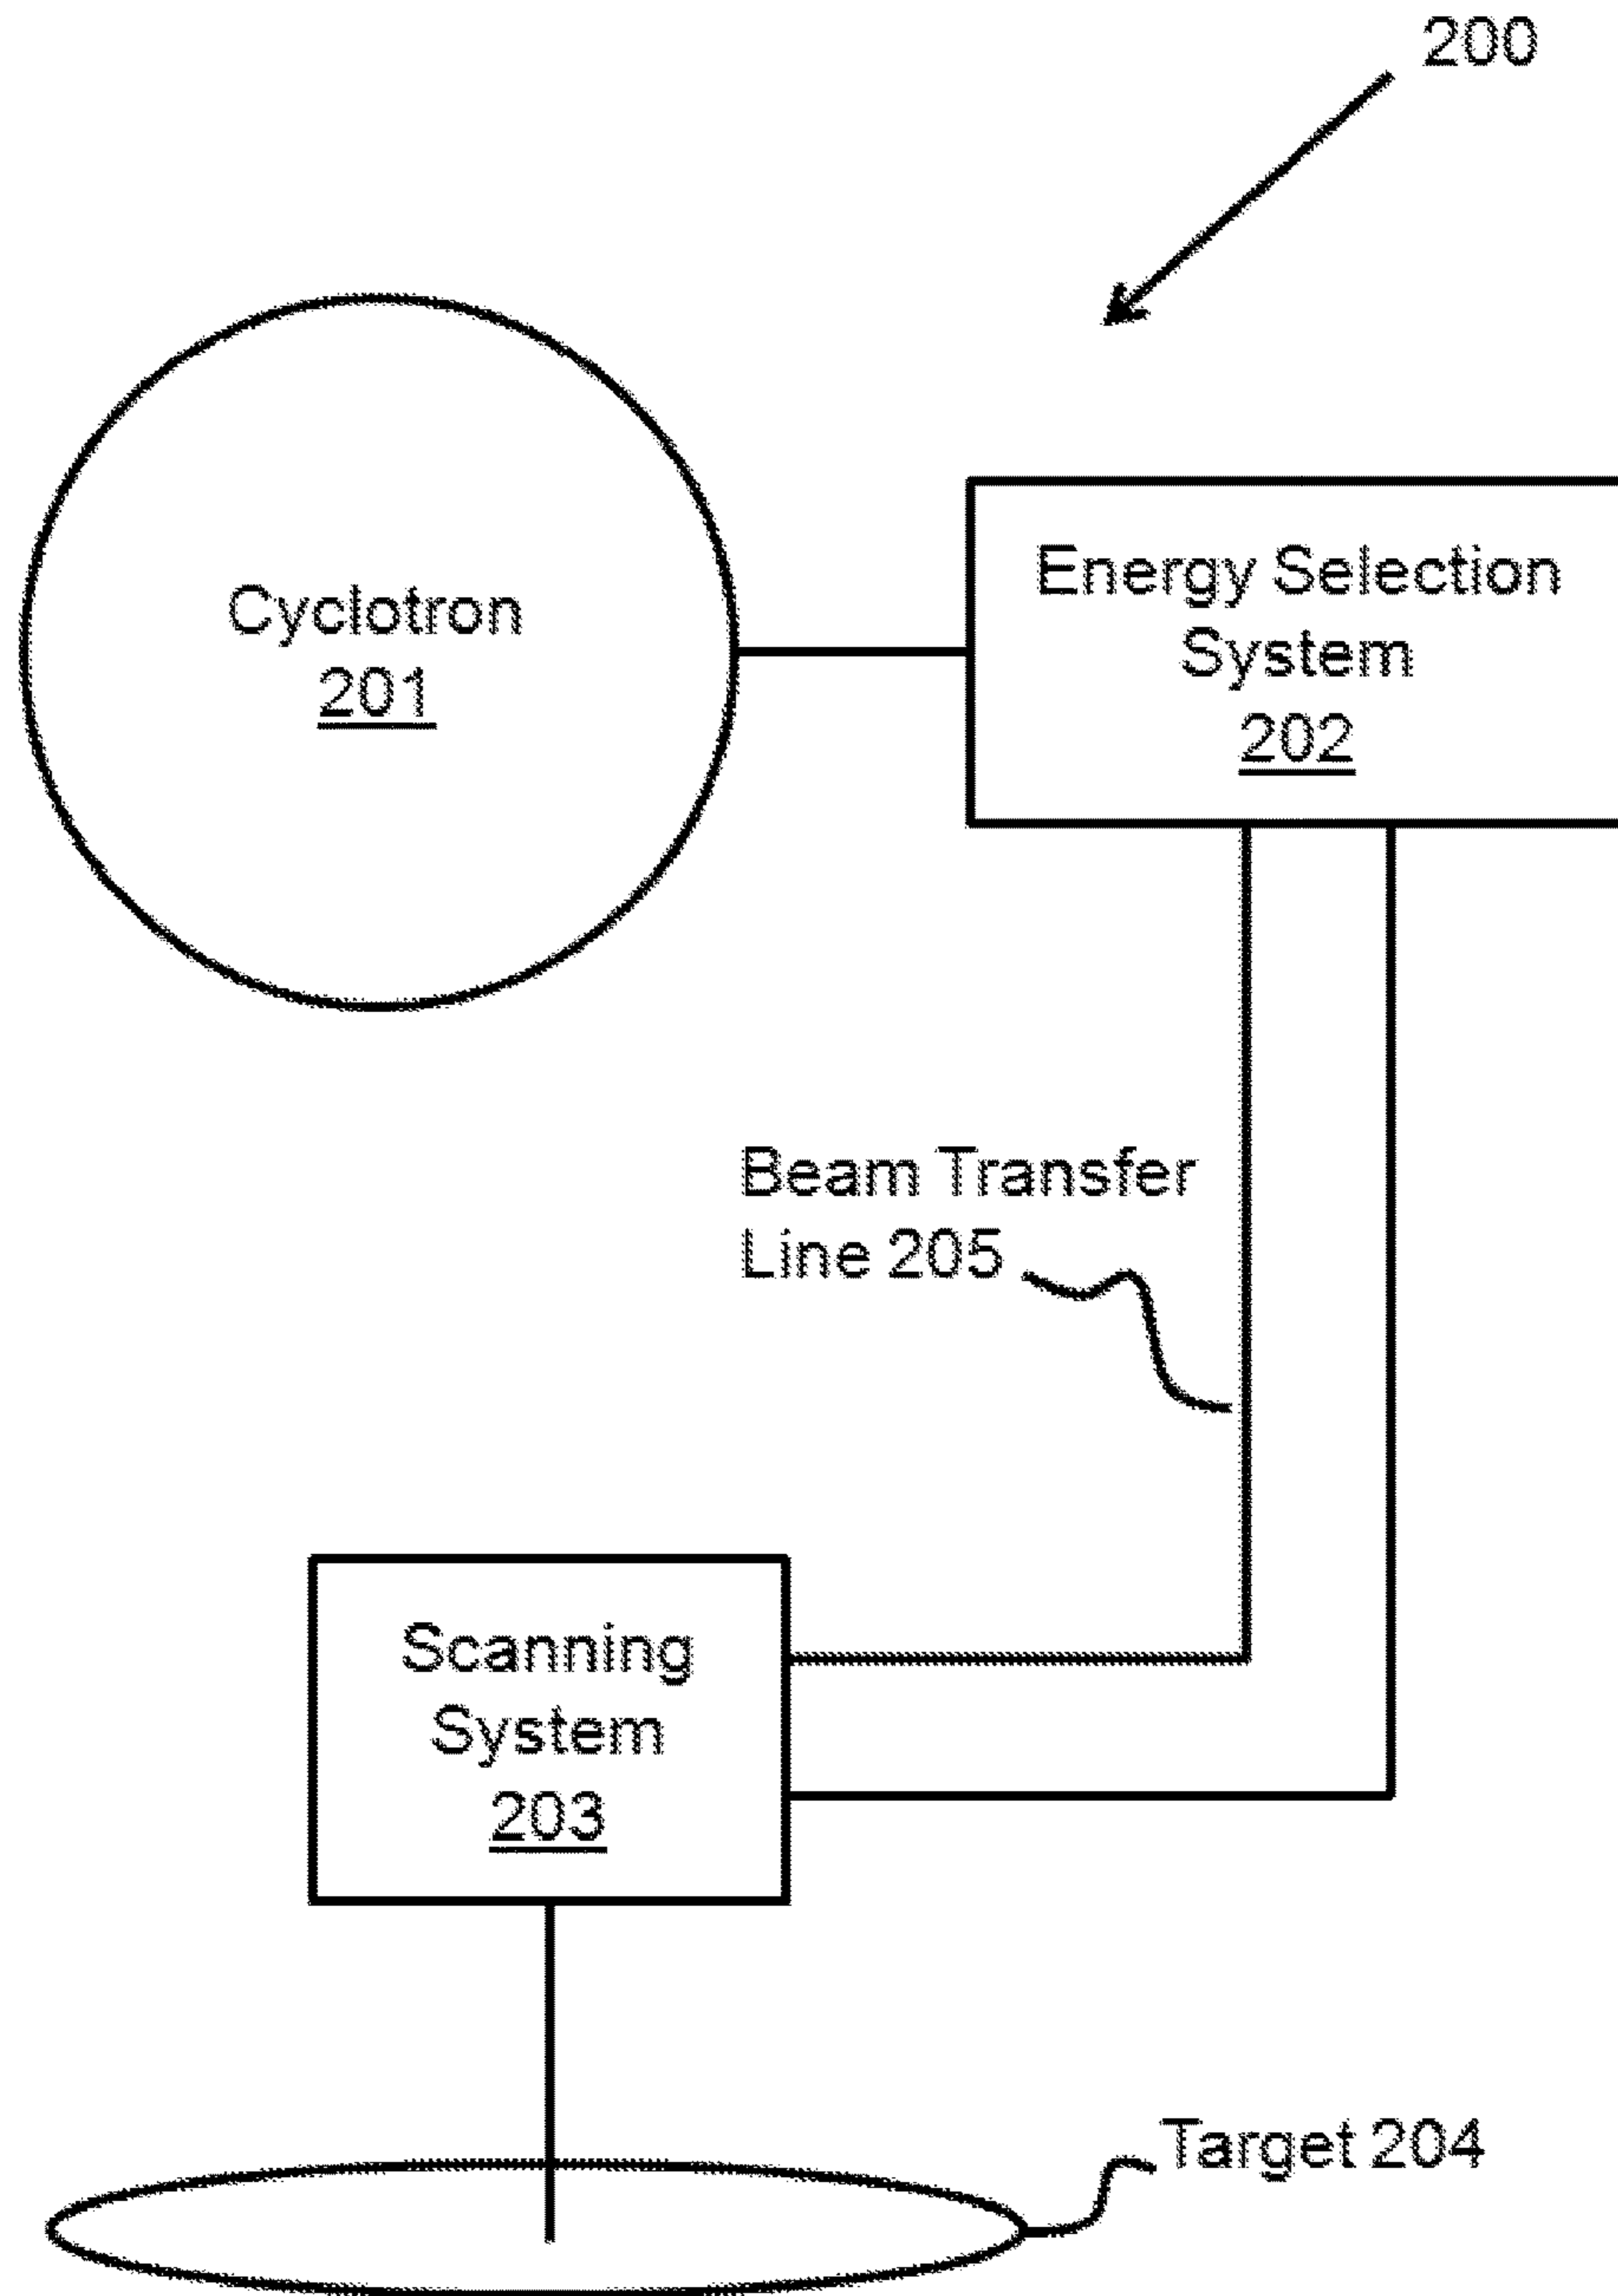 200
Cyclotron
201
Energy Selection
System
202
Beam Transfer
Line 205
Scanning
System
203
Target 204